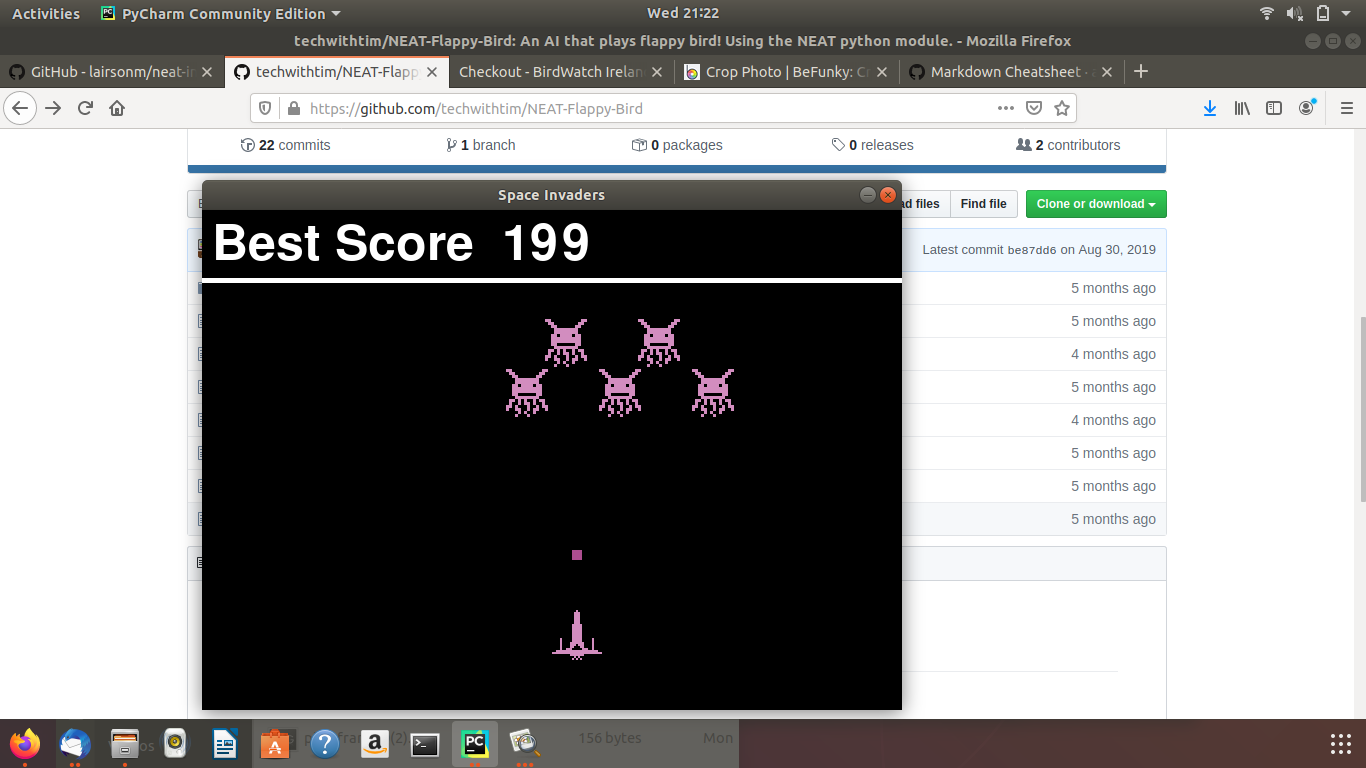 Activities PyCharm Community Edition Wed 21:22
techwithtim/NEAT-Flappy-Bird: An AI that plays flappy bird! Using the NEAT python module. - Mozilla Firefox
GitHub - lairsonm/neat-in techwithtim/NEAT-Flapp Checkout - BirdWatch Irelan Crop Photo | BeFunky: Cr Markdown Cheatsheet ·
https://github.com/techwithtim/NEAT-Flappy-Bird
22 commits 1 branch 0 packages 0 releases 2 contributors
Space Invaders
ad files Find file Clone or download
Best Score 199
Latest commit be87dd6 on Aug 30, 2019
5 months ago
5 months ago
4 months ago
5 months ago
4 months ago
5 months ago
5 months ago
5 months ago
(2) 156 bytes Mon